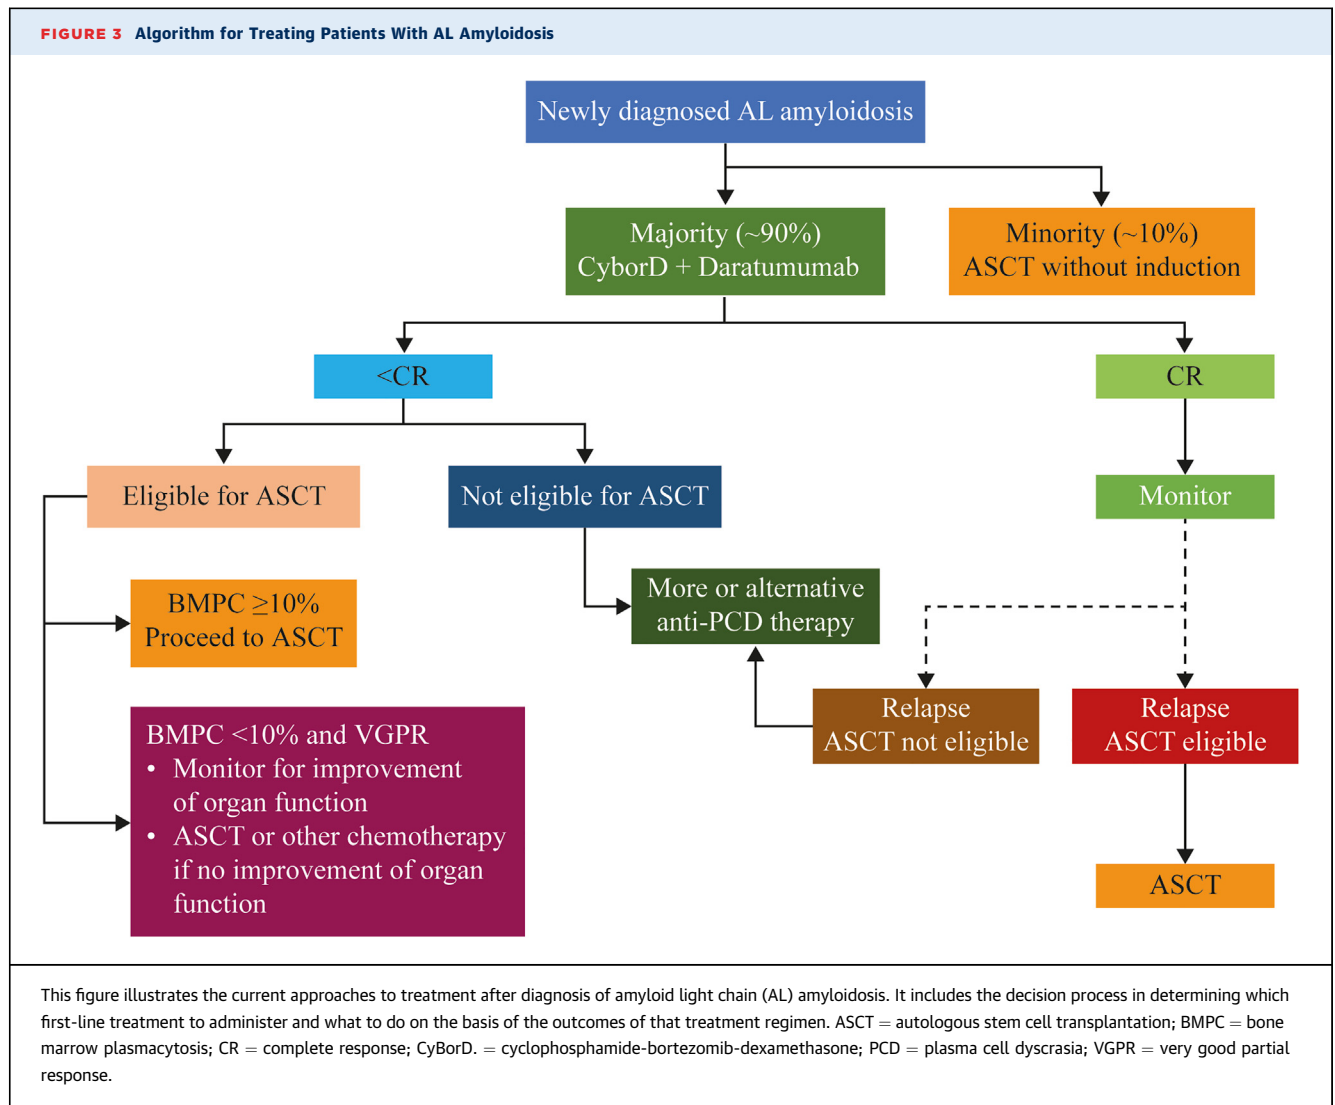 FIGURE 3 Algorithm for Treating Patients With AL Amyloidosis
Newly diagnosed AL amyloidosis
Majority (~90%)
CyborD + Daratumumab
Minority (~10%)
ASCT without induction
<CR
CR
Eligible for ASCT
Not eligible for ASCT
Monitor
BMPC ≥10%
Proceed to ASCT
More or alternative
anti-PCD therapy
BMPC <10% and VGPR
• Monitor for improvement
of organ function
• ASCT or other chemotherapy
if no improvement of organ
function
Relapse
ASCT not eligible
Relapse
ASCT eligible
ASCT
This figure illustrates the current approaches to treatment after diagnosis of amyloid light chain (AL) amyloidosis. It includes the decision process in determining which
first-line treatment to administer and what to do on the basis of the outcomes of that treatment regimen. ASCT = autologous stem cell transplantation; BMPC = bone
marrow plasmacytosis; CR = complete response; CyBorD. = cyclophosphamide-bortezomib-dexamethasone; PCD = plasma cell dyscrasia; VGPR = very good partial
response.